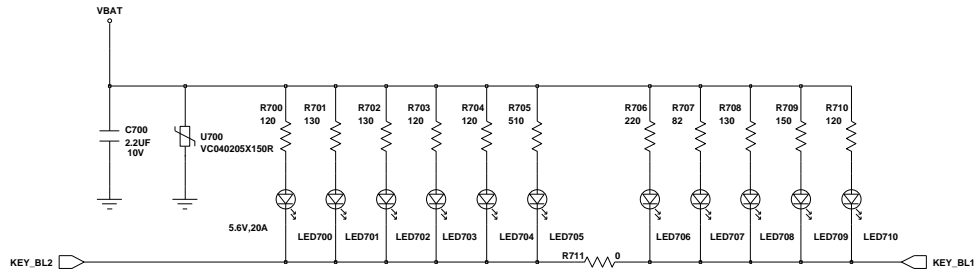 VBAT
R700 R701 R702 R703 R704 R705 R706 R707 R708 R709 R710
120 130 130 120 120 510 220 82 130 150 120
C700
2.2UF
10V
U700
VC040205X150R
5.6V,20A
LED700 LED701 LED702 LED703 LED704 LED705 LED706 LED707 LED708 LED709 LED710
R711 0
KEY_BL2 KEY_BL1